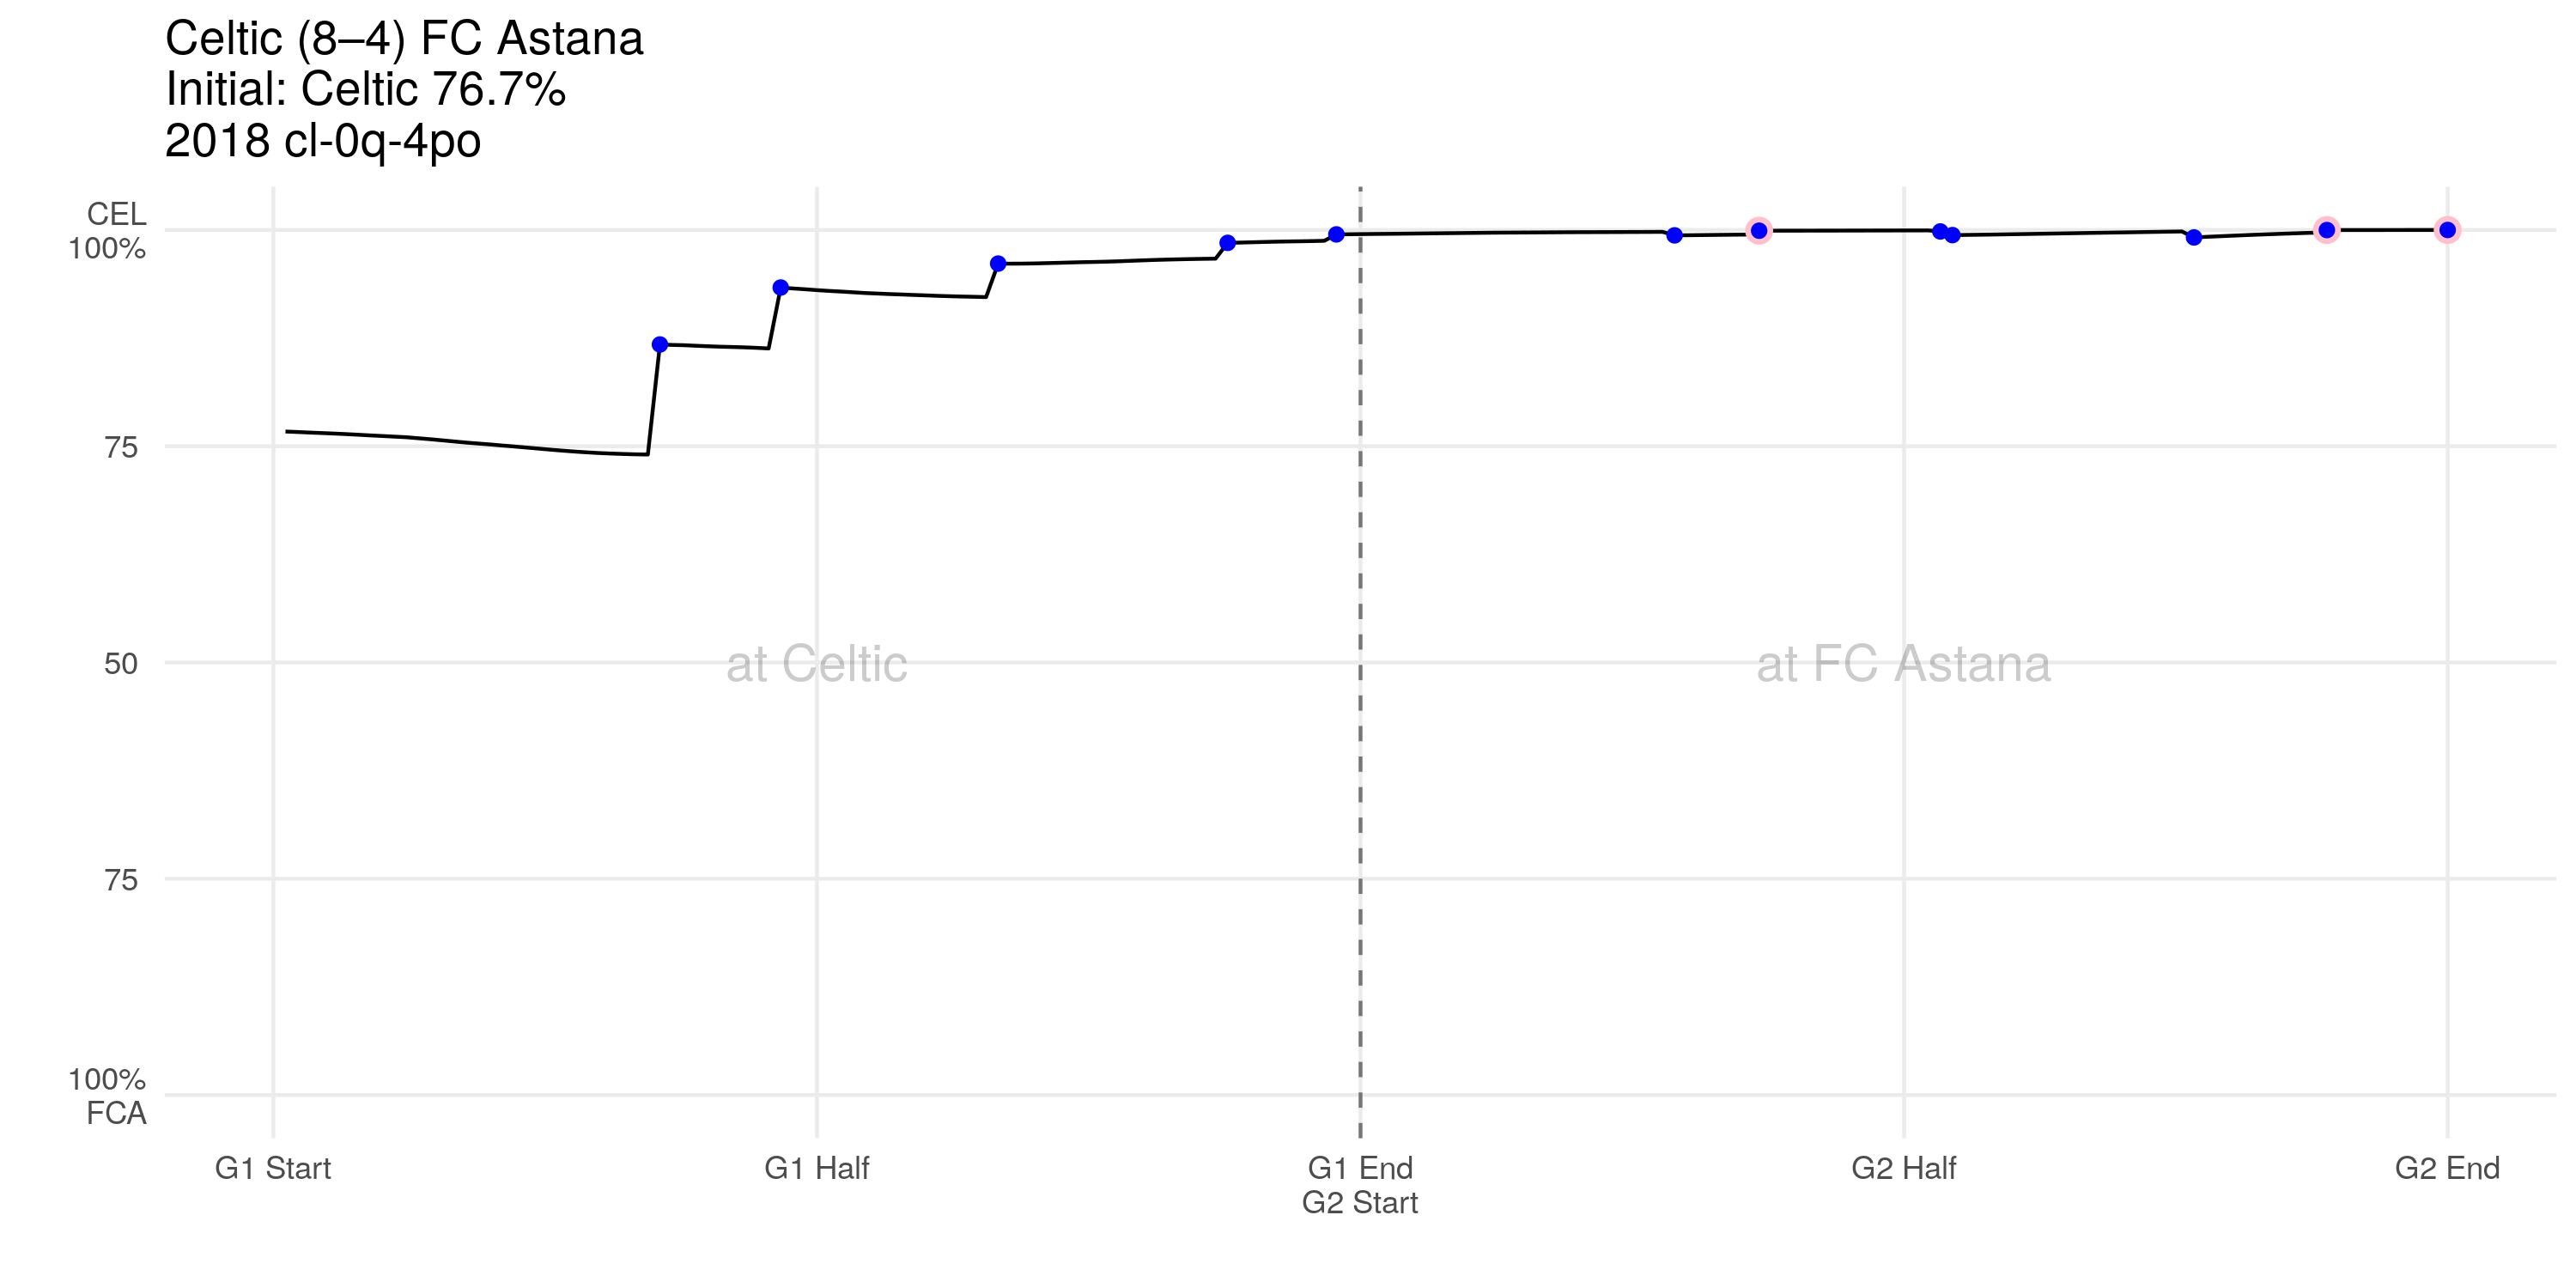 Celtic (8–4) FC Astana
Initial: Celtic 76.7%
2018 cl-0q-4po
CEL
100%
75
50
75
100%
FCA
at Celtic
at FC Astana
G1 Start
G1 Half
G1 End
G2 Start
G2 Half
G2 End